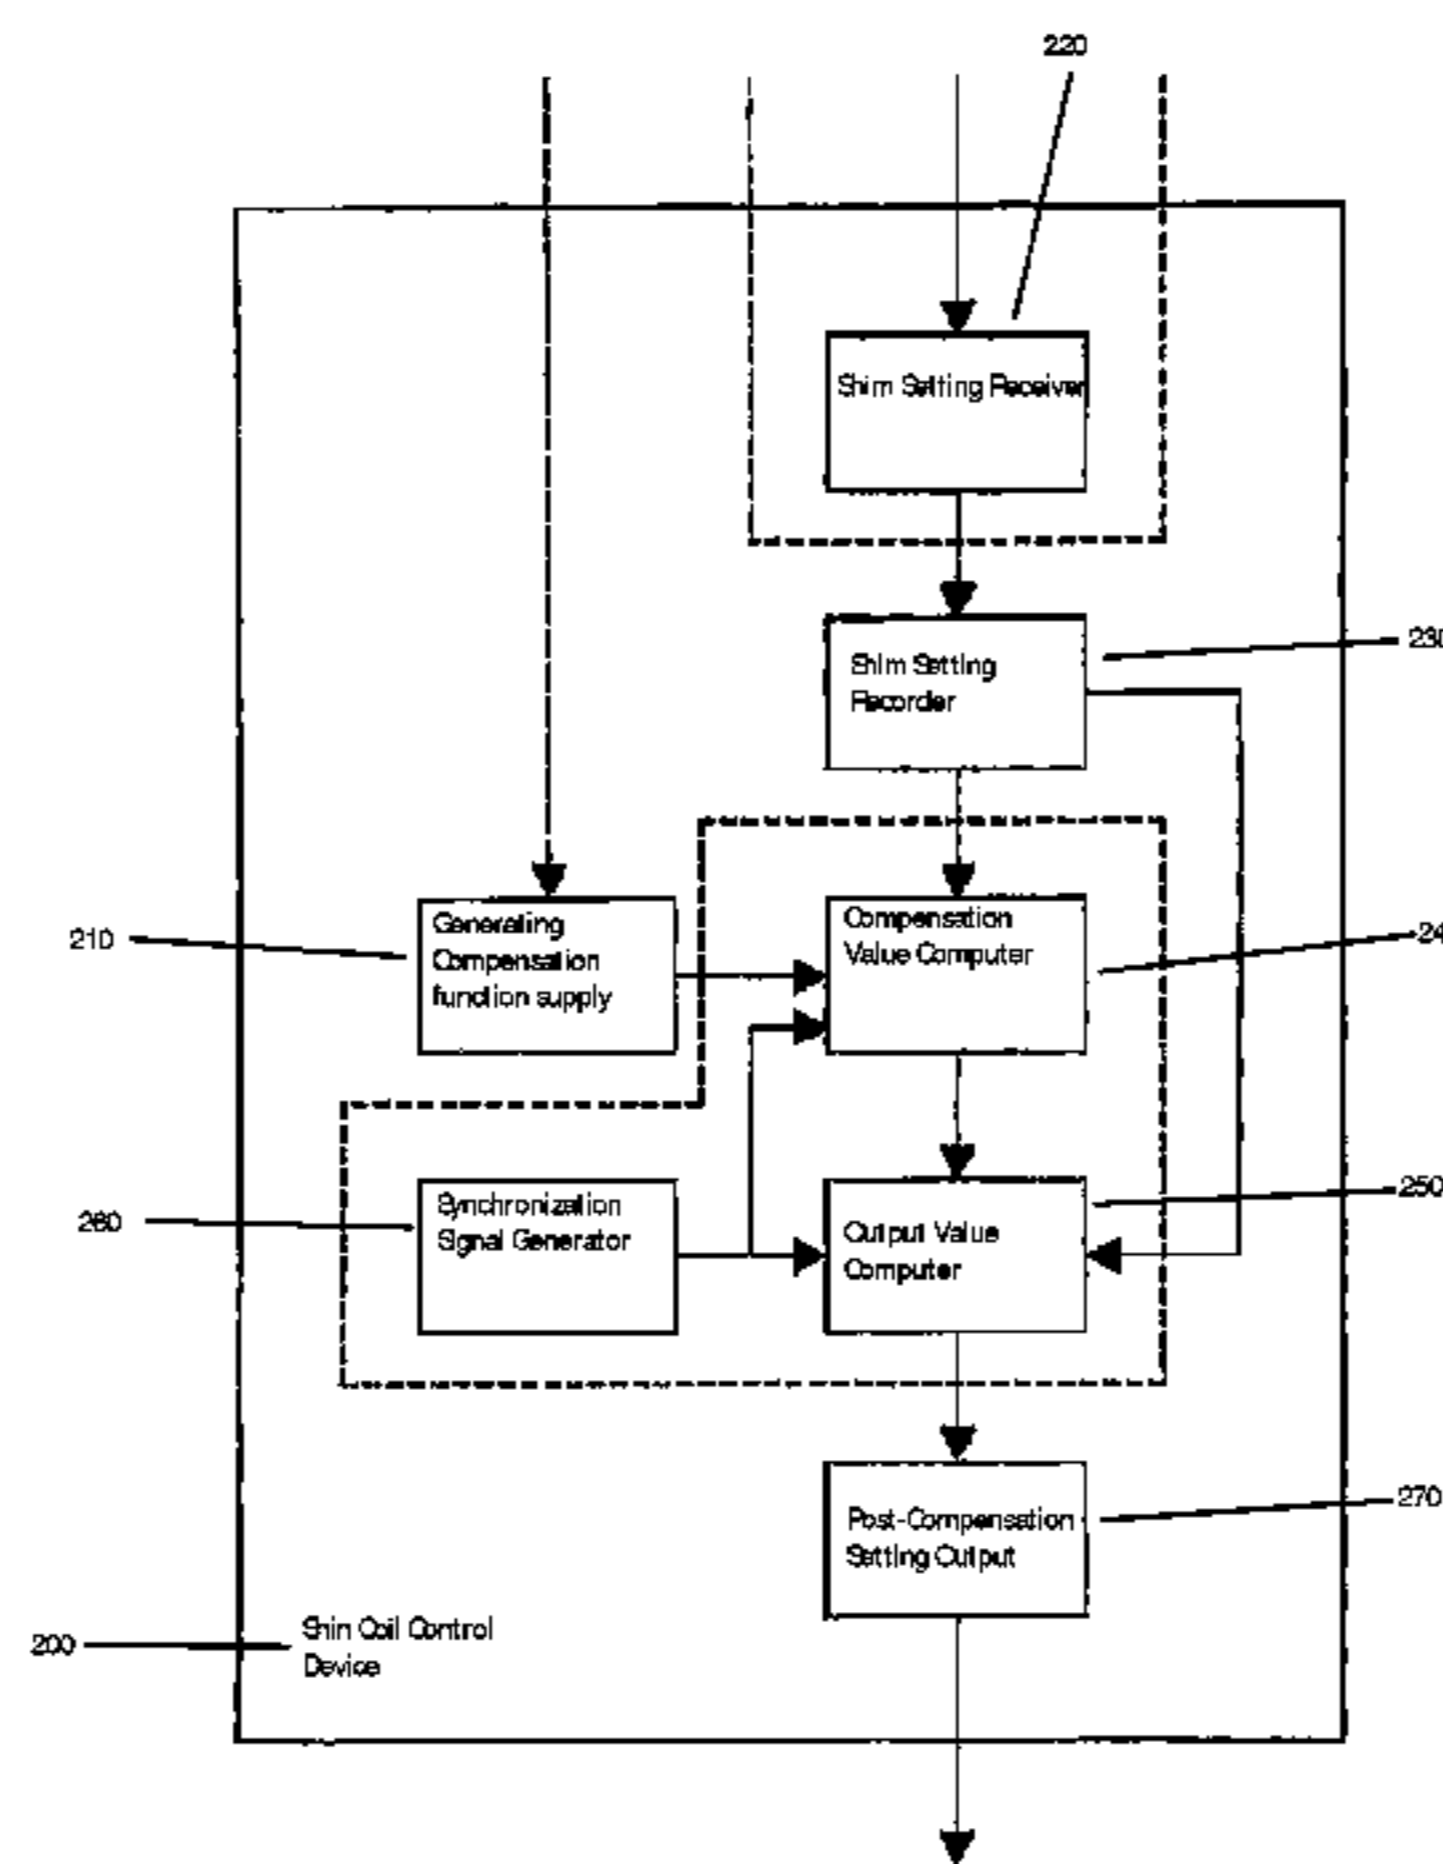 220
Shim Setting Receiver
230
Shim Setting
Recorder
210
Generating
Compensation
function supply
Compensation
Value Computer
24
260
Synchronization
Signal Generator
Output Value
Computer
250
Post-Compensation
Setting Output
270
200
Shin Coil Control
Device